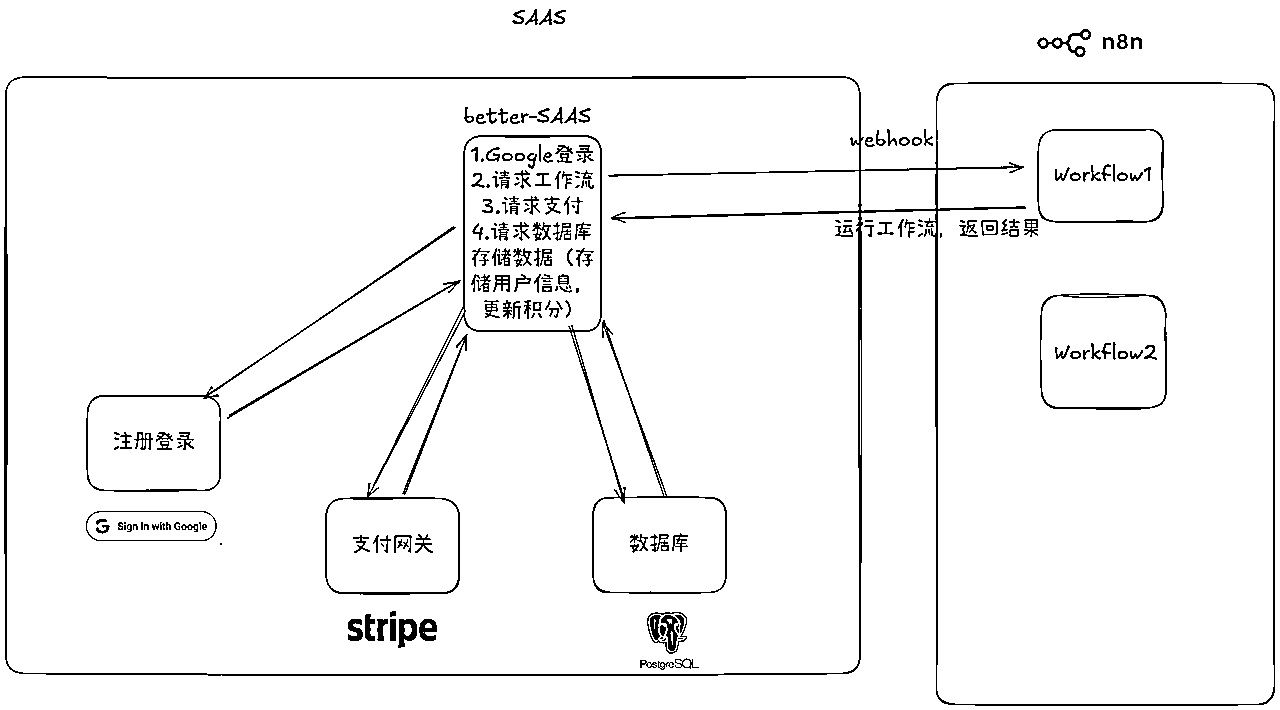 SAAS
n8n
better-SAAS
1.Google登录
2.请求工作流
3.请求支付
4.请求数据库
存储数据（存
储用户信息，
更新积分）
webhook
运行工作流，返回结果
Workflow1
Workflow2
注册登录
G Sign in with Google
支付网关
stripe
数据库
PostgreSQL